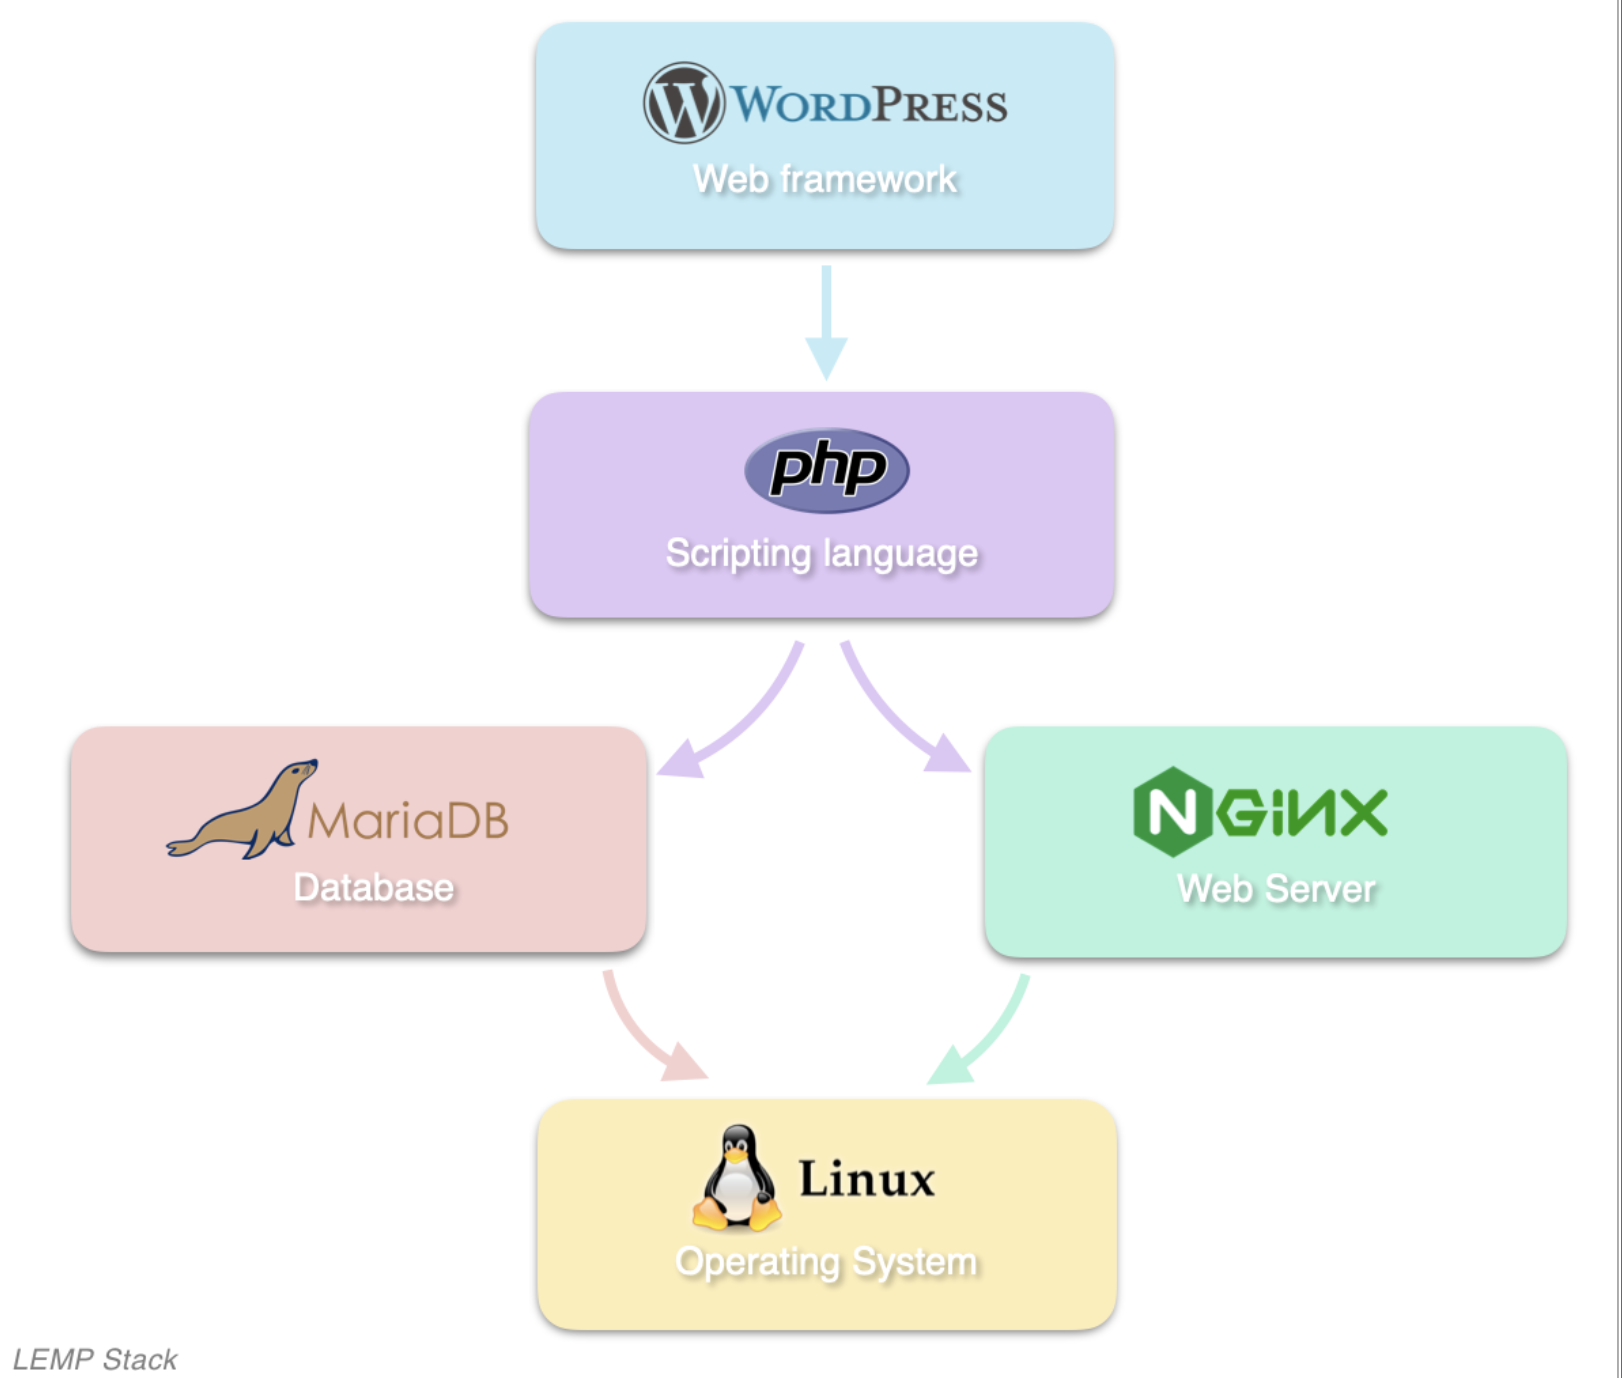 WORDPRESS
Web framework
php
Scripting language
MariaDB
Database
NGiNX
Web Server
Linux
Operating System
LEMP Stack